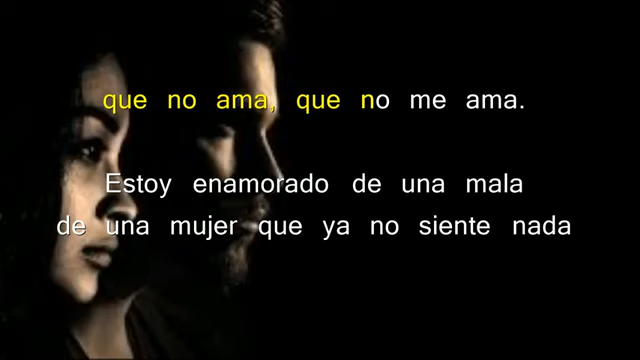 que no ama, que no me ama.
Estoy enamorado de una mala
de una mujer que ya no siente nada